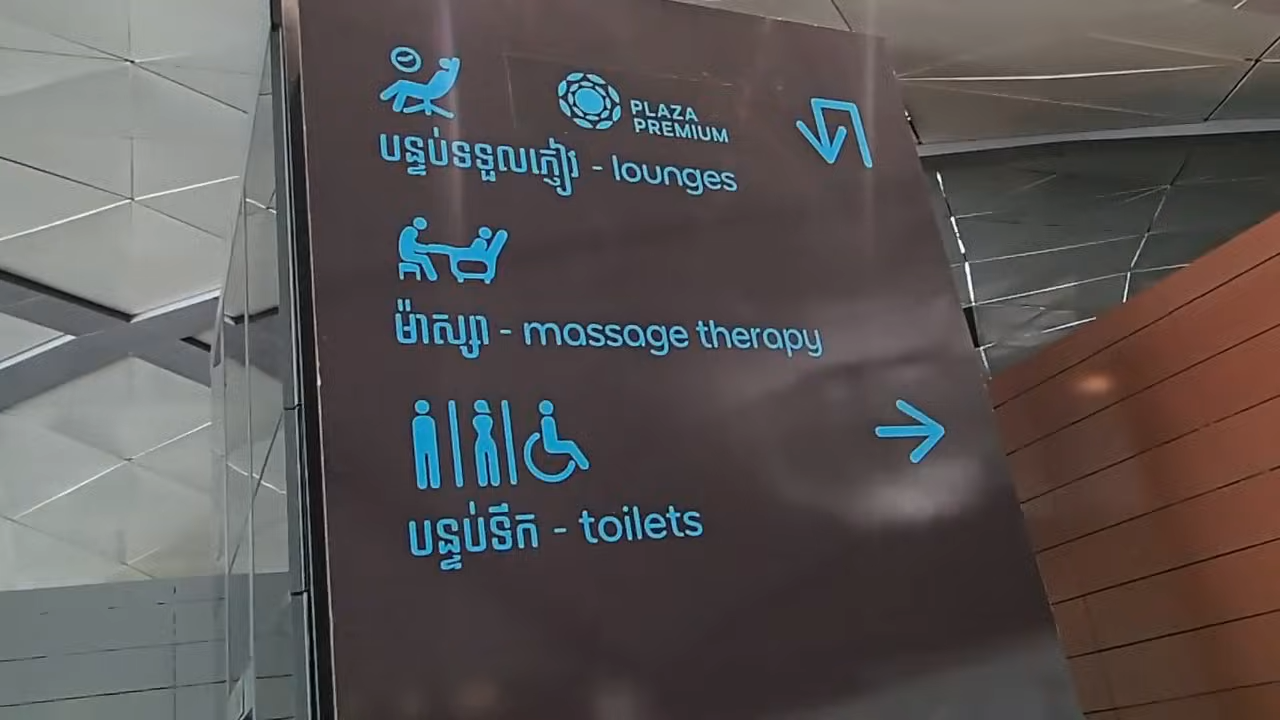 PLAZA
PREMIUM
បន្ទប់ទទួលភ្ញៀវ - lounges
ម៉ាស្សា - massage therapy
បន្ទប់ទឹក - toilets